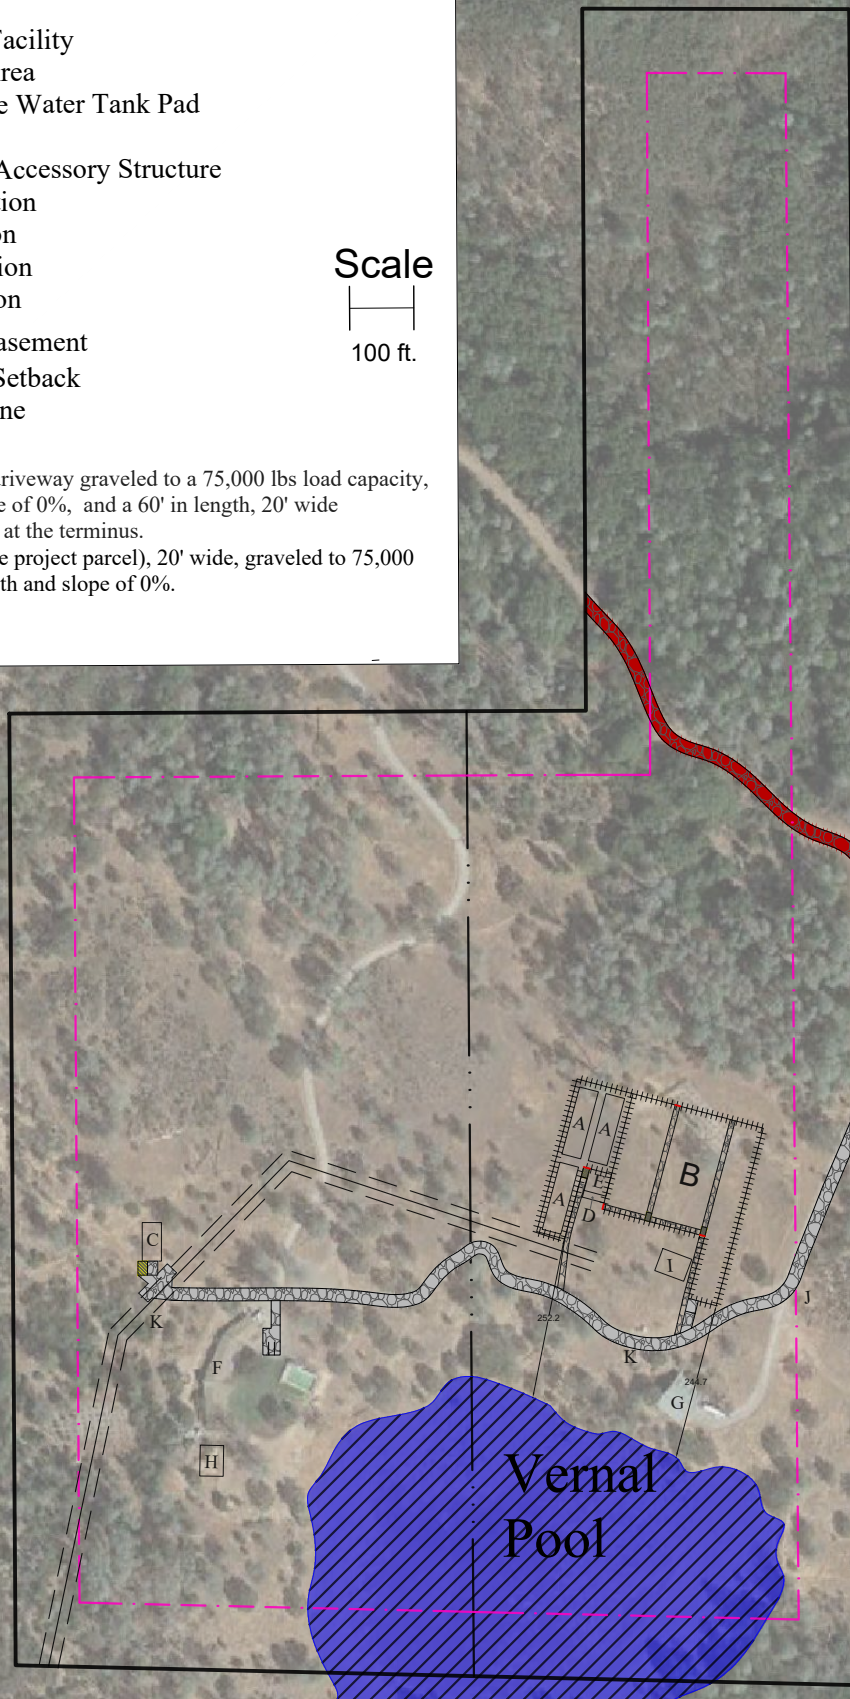 Facility
rea
e Water Tank Pad
Accessory Structure
tion
on
ion
on
asement
Setback
ne
Scale
100 ft.
riveway graveled to a 75,000 lbs load capacity,
e of 0%, and a 60' in length, 20' wide
at the terminus.
e project parcel), 20' wide, graveled to 75,000
th and slope of 0%.
A
A
B
A
E
D
C
I
J
K
252.2
K
F
244.7
G
H
Vernal
Pool